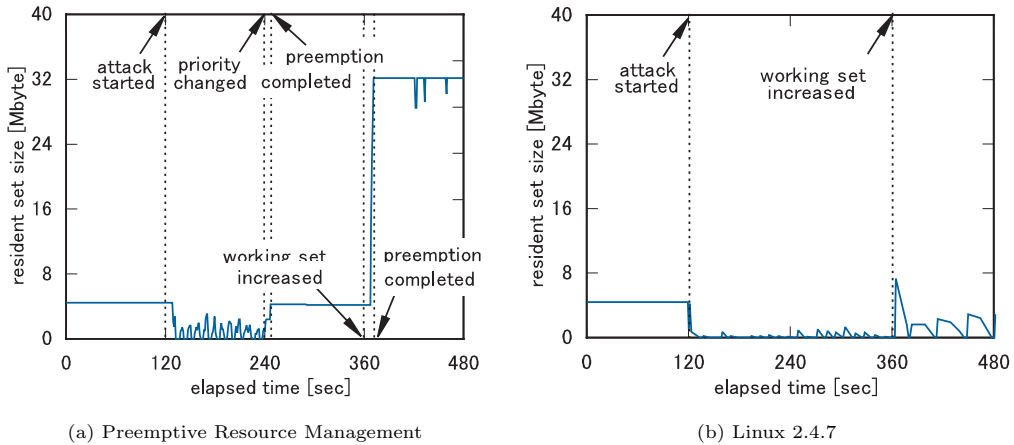 40
32
24
16
8
0
resident set size [Mbyte]
attack
started
priority
changed
preemption
completed
working set
increased
preemption
completed
0 120 240 360 480
elapsed time [sec]
(a) Preemptive Resource Management
40
32
24
16
8
0
resident set size [Mbyte]
attack
started
working set
increased
0 120 240 360 480
elapsed time [sec]
(b) Linux 2.4.7